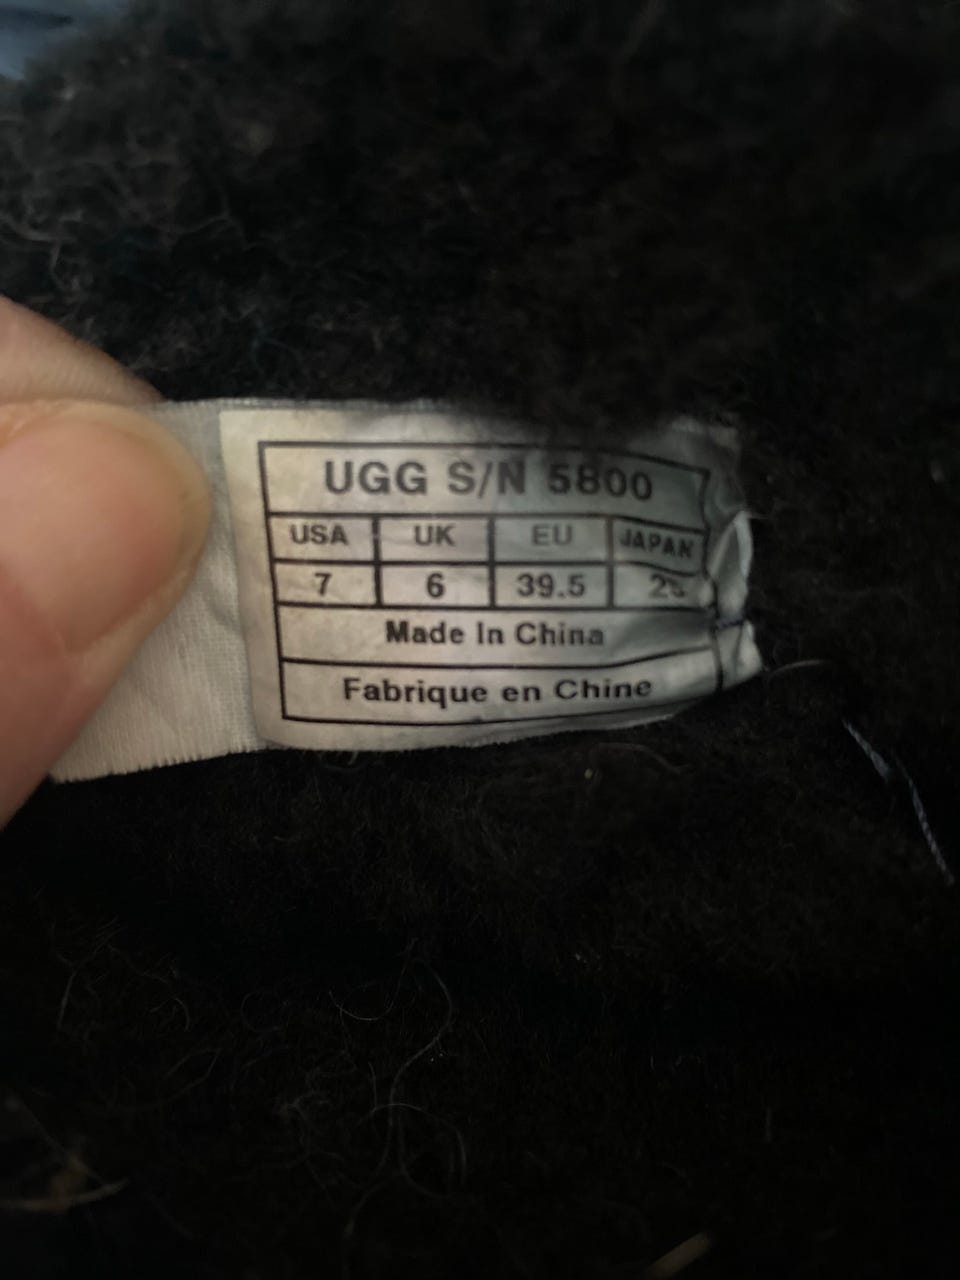 UGG S/N 5800
USA UK EU JAPAN
7 6 39.5
Made In China
Fabrique en Chine